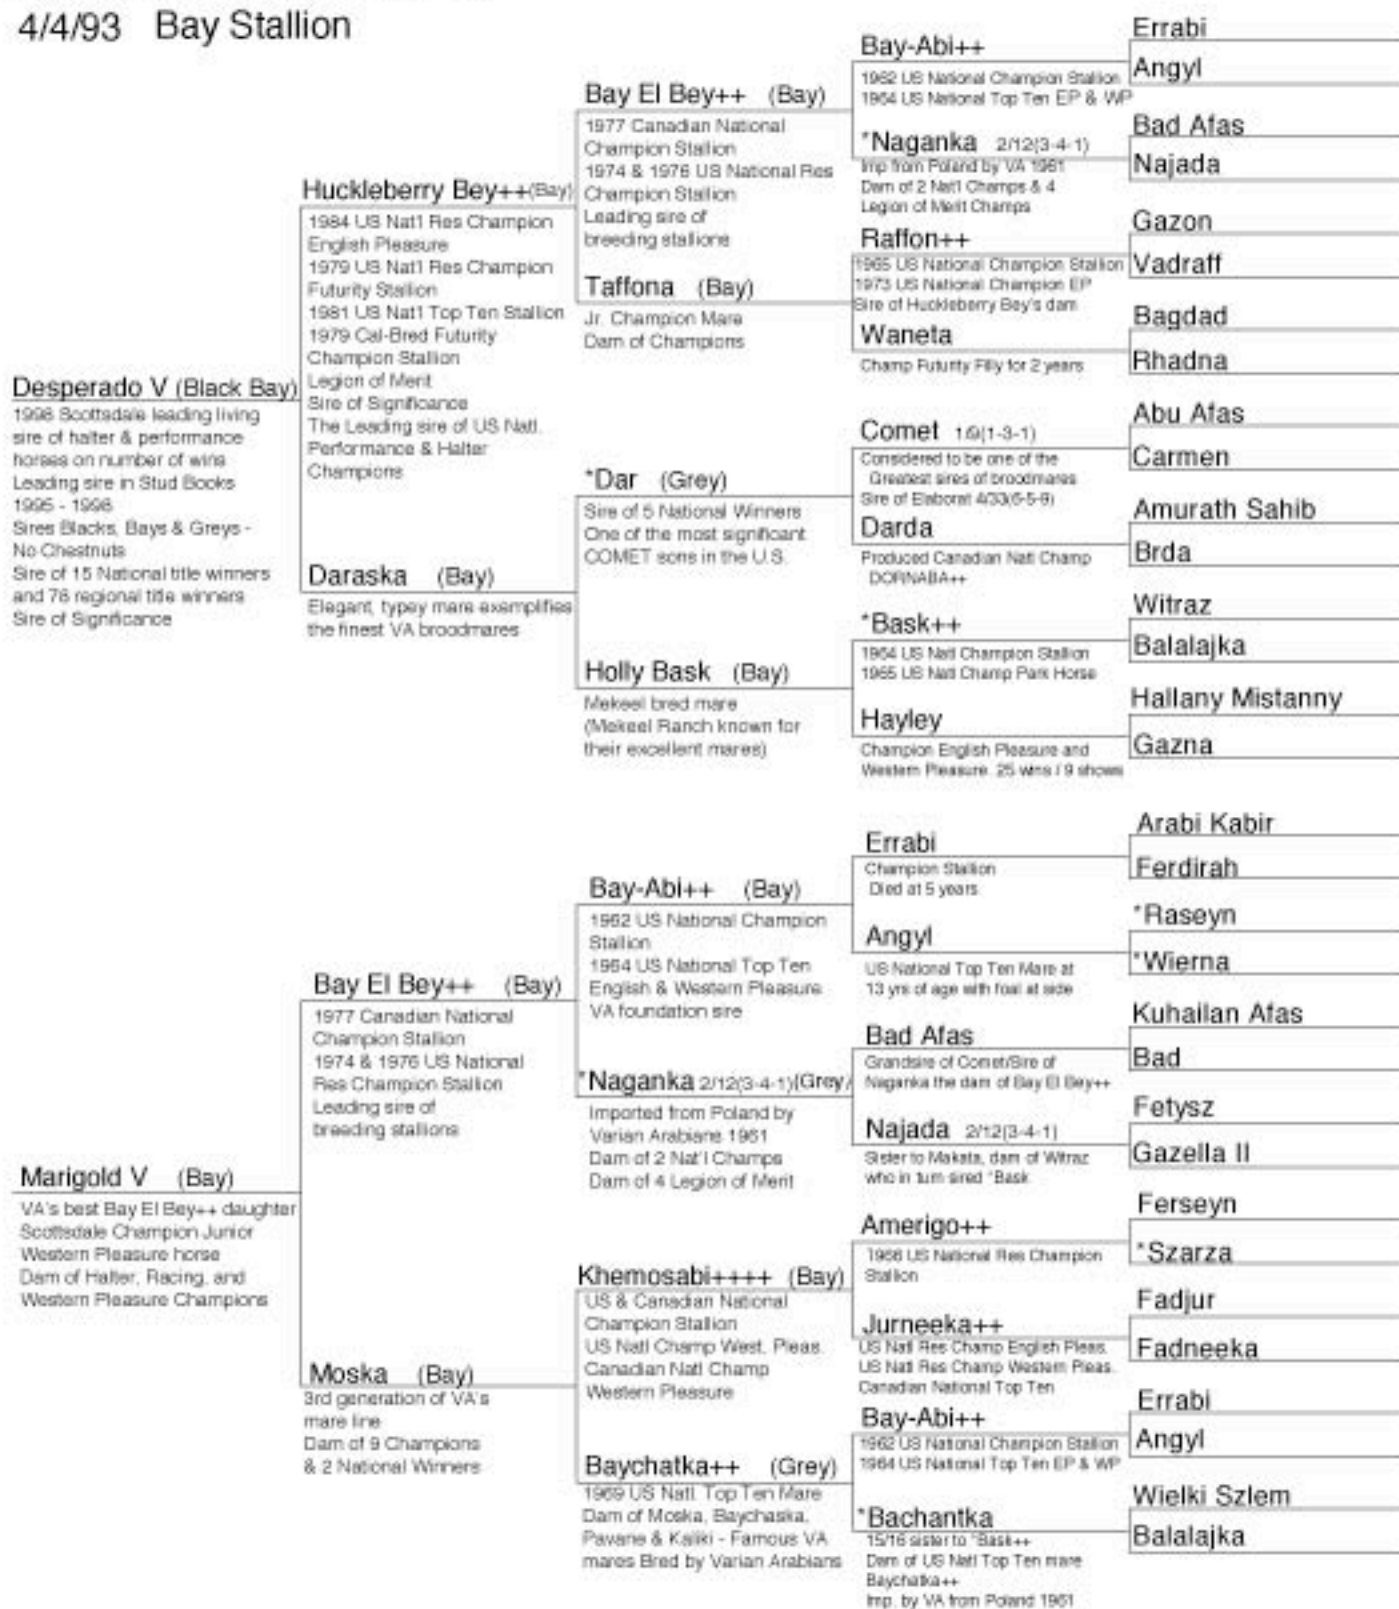 4/4/93 Bay Stallion
Desperado V (Black Bay)
1998 Scottsdale leading living
sire of halter & performance
horses on number of wins
Leading sire in Stud Books
1995 - 1998
Sires Blacks, Bays & Greys -
No Chestnuts
Sire of 15 National title winners
and 76 regional title winners
Sire of Significance
Huckleberry Bey++(Bay)
1984 US Nat'l Res Champion
English Pleasure
1979 US Nat'l Res Champion
Futurity Stallion
1981 US Nat'l Top Ten Stallion
1979 Cal-Bred Futurity
Champion Stallion
Legion of Merit
Sire of Significance
The Leading sire of US Natl.
Performance & Halter
Champions
Daraska (Bay)
Elegant, typey mare exemplifies
the finest VA broodmares
Bay El Bey++ (Bay)
1977 Canadian National
Champion Stallion
1974 & 1976 US National Res
Champion Stallion
Leading sire of
breeding stallions
Taffona (Bay)
Jr. Champion Mare
Dam of Champions
*Dar (Grey)
Sire of 5 National Winners
One of the most significant
COMET sons in the U.S.
Holly Bask (Bay)
Mekeel bred mare
(Mekeel Ranch known for
their excellent mares)
Bay-Abi++
1962 US National Champion Stallion
1964 US National Top Ten EP & WP
*Naganka 2/12(3-4-1)
Imp from Poland by VA 1961
Dam of 2 Nat'l Champs & 4
Legion of Merit Champs
Raffon++
1965 US National Champion Stallion
1973 US National Champion EP
Sire of Huckleberry Bey's dam
Waneta
Champ Futurity Filly for 2 years
Comet 1/9(1-3-1)
Considered to be one of the
Greatest sires of broodmares
Sire of Elaborat 4/33(6-5-9)
Darda
Produced Canadian Natl Champ
DORNABA++
*Bask++
1964 US Natl Champion Stallion
1965 US Natl Champ Park Horse
Hayley
Champion English Pleasure and
Western Pleasure. 25 wins / 9 shows
Errabi
Angyl
Bad Afas
Najada
Gazon
Vadraff
Bagdad
Rhadna
Abu Afas
Carmen
Amurath Sahib
Brda
Witraz
Balalajka
Hallany Mistanny
Gazna
Marigold V (Bay)
VA's best Bay El Bey++ daughter
Scottsdale Champion Junior
Western Pleasure horse
Dam of Halter, Racing, and
Western Pleasure Champions
Bay El Bey++ (Bay)
1977 Canadian National
Champion Stallion
1974 & 1976 US National
Res Champion Stallion
Leading sire of
breeding stallions
Moska (Bay)
3rd generation of VA's
mare line
Dam of 9 Champions
& 2 National Winners
Bay-Abi++ (Bay)
1962 US National Champion
Stallion
1964 US National Top Ten
English & Western Pleasure
VA foundation sire
*Naganka 2/12(3-4-1)(Grey)
Imported from Poland by
Varian Arabians 1961
Dam of 2 Nat'l Champs
Dam of 4 Legion of Merit
Khemosabi++++ (Bay)
US & Canadian National
Champion Stallion
US Natl Champ West. Pleas.
Canadian Natl Champ
Western Pleasure
Baychatka++ (Grey)
1969 US Natl. Top Ten Mare
Dam of Moska, Baychaska,
Pavane & Kaliki - Famous VA
mares Bred by Varian Arabians
Errabi
Champion Stallion
Died at 5 years
Angyl
US National Top Ten Mare at
13 yrs of age with foal at side
Bad Afas
Grandsire of Comet/Sire of
Naganka the dam of Bay El Bey++
Najada 2/12(3-4-1)
Sister to Makata, dam of Witraz
who in turn sired *Bask
Amerigo++
1966 US National Res Champion
Stallion
Jurneeka++
US Natl Res Champ English Pleas.
US Natl Res Champ Western Pleas.
Canadian National Top Ten
Bay-Abi++
1962 US National Champion Stallion
1964 US National Top Ten EP & WP
*Bachantka
15/16 sister to *Bask++
Dam of US Natl Top Ten mare
Baychatka++
Imp. by VA from Poland 1961
Arabi Kabir
Ferdirah
*Raseyn
*Wierna
Kuhailan Afas
Bad
Fetysz
Gazella II
Ferseyn
*Szarza
Fadjur
Fadneeka
Errabi
Angyl
Wielki Szlem
Balalajka